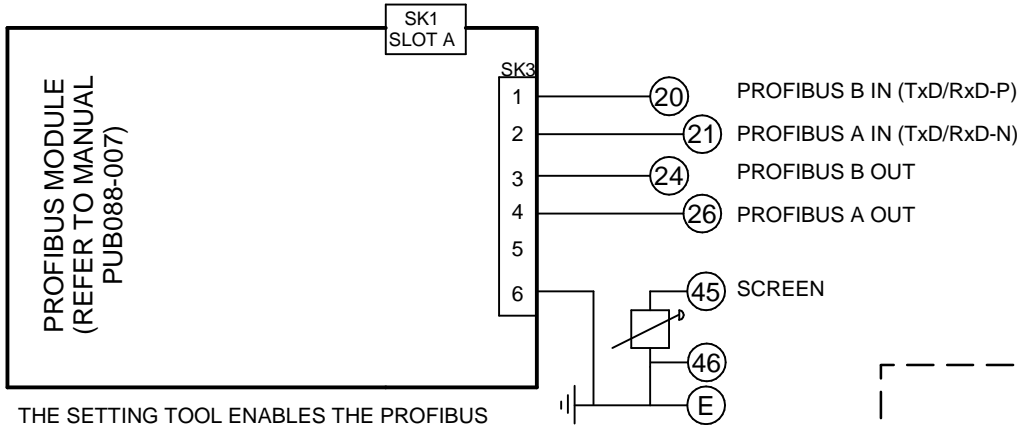 SK1
SLOT A
PROFIBUS MODULE
(REFER TO MANUAL
PUB088-007)
SK3
1
20
PROFIBUS B IN (TxD/RxD-P)
2
21
PROFIBUS A IN (TxD/RxD-N)
3
24
PROFIBUS B OUT
4
26
PROFIBUS A OUT
5
6
45
SCREEN
46
E
THE SETTING TOOL ENABLES THE PROFIBUS